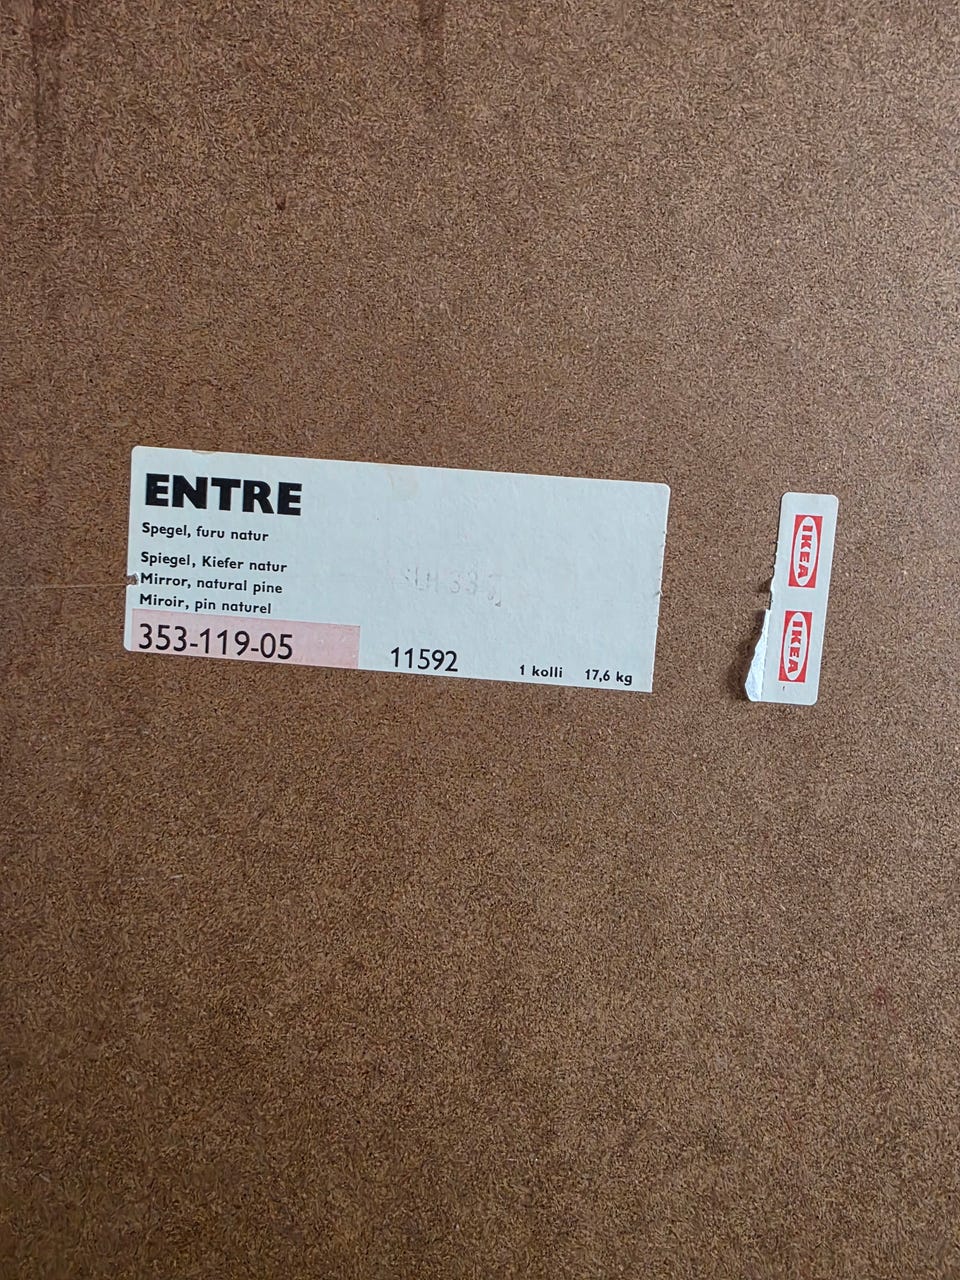 ENTRE
Spegel, furu natur
Spiegel, Kiefer natur
Mirror, natural pine
Miroir, pin naturel
353-119-05
11592 1 kolli 17,6 kg
IKEA
IKEA